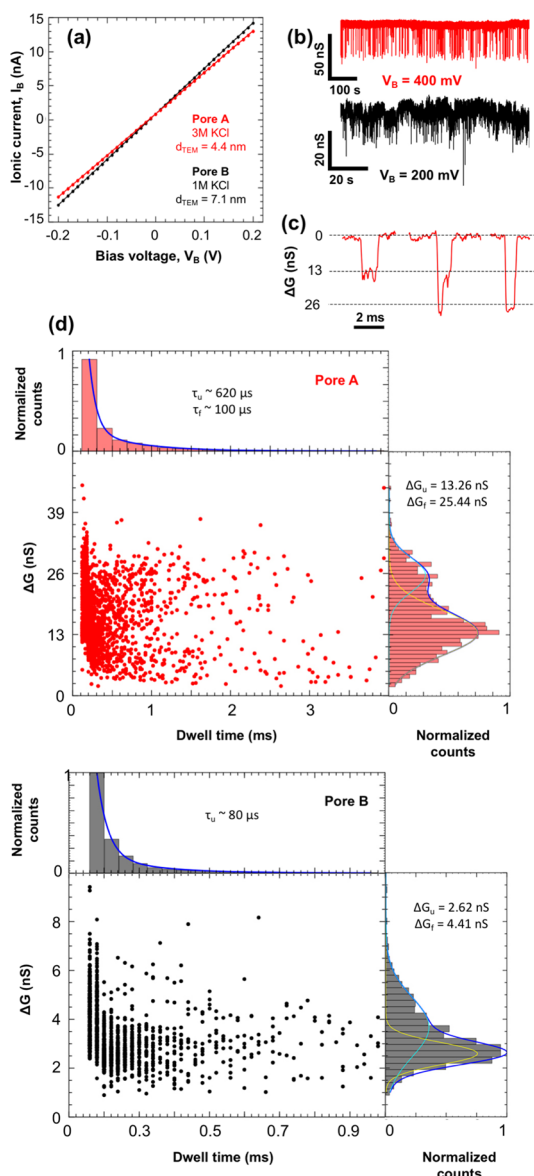 (a)
Ionic current, I_B (nA)
15
10
5
0
-5
-10
-15
Pore A
3M KCl
d_TEM = 4.4 nm
Pore B
1M KCl
d_TEM = 7.1 nm
-0.2
-0.1
0
0.1
0.2
Bias voltage, V_B (V)
(b)
50 nS
100 s
V_B = 400 mV
20 nS
20 s
V_B = 200 mV
(c)
ΔG (nS)
0
13
26
2 ms
(d)
Normalized
counts
1
0
Pore A
τ_u ~ 620 μs
τ_f ~ 100 μs
ΔG (nS)
39
26
13
0
0
1
2
3
Dwell time (ms)
ΔG_u = 13.26 nS
ΔG_f = 25.44 nS
0
1
Normalized
counts
Normalized
counts
1
0
Pore B
τ_u ~ 80 μs
ΔG (nS)
8
6
4
2
0
0
0.1
0.3
0.5
0.6
0.8
0.9
Dwell time (ms)
ΔG_u = 2.62 nS
ΔG_f = 4.41 nS
0
1
Normalized
counts